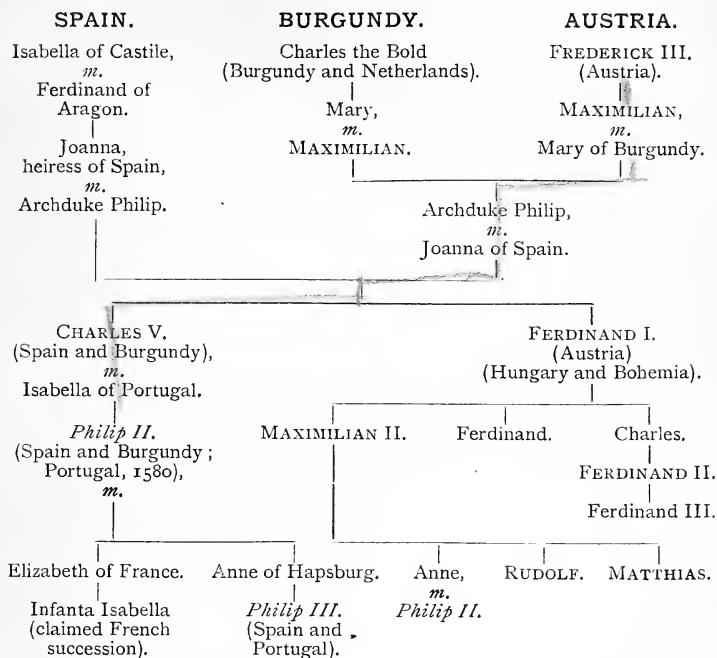 SPAIN.
BURGUNDY.
AUSTRIA.
Isabella of Castile,
m.
Ferdinand of
Aragon.
Joanna,
heiress of Spain,
m.
Archduke Philip.
Charles the Bold
(Burgundy and Netherlands).
Mary,
m.
MAXIMILIAN.
FREDERICK III.
(Austria).
MAXIMILIAN,
m.
Mary of Burgundy.
Archduke Philip,
m.
Joanna of Spain.
CHARLES V.
(Spain and Burgundy),
m.
Isabella of Portugal.
Philip II.
(Spain and Burgundy ;
Portugal, 1580),
m.
FERDINAND I.
(Austria)
(Hungary and Bohemia).
MAXIMILIAN II.
Ferdinand.
Charles.
FERDINAND II.
Ferdinand III.
Elizabeth of France.
Infanta Isabella
(claimed French
succession).
Anne of Hapsburg.
Philip III.
(Spain and
Portugal).
Anne,
m.
Philip II.
RUDOLF.
MATTHIAS.